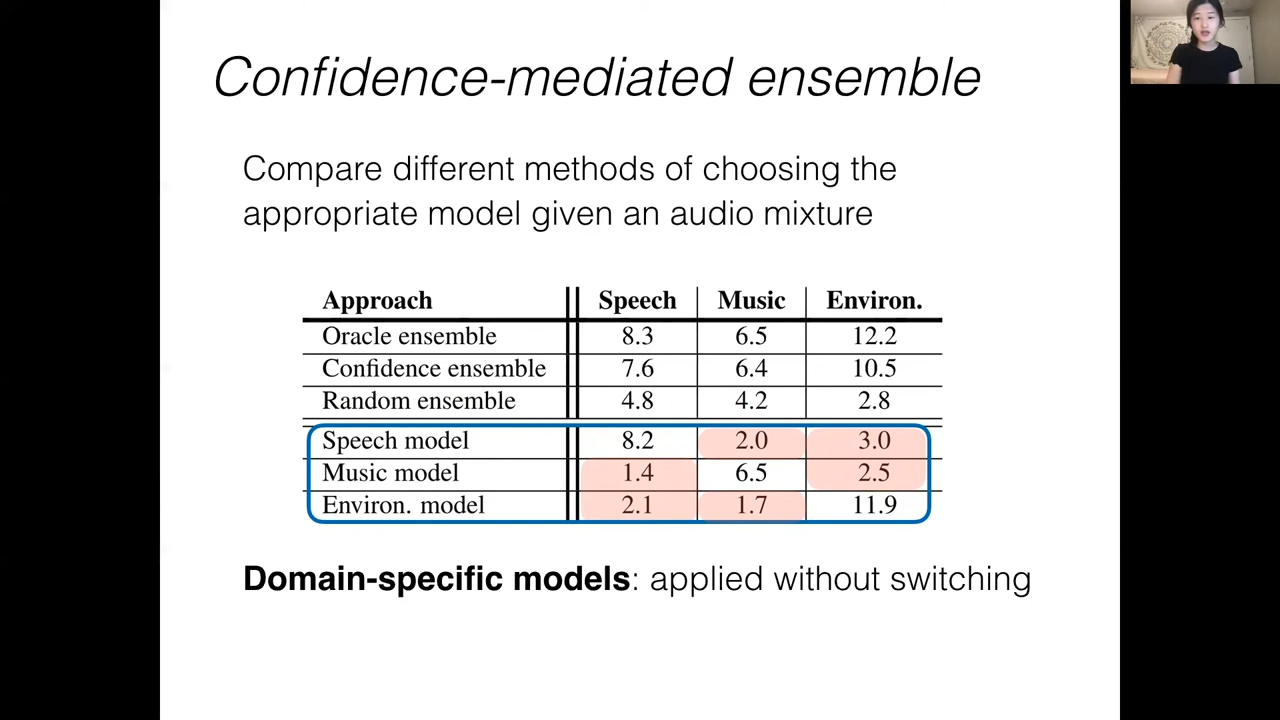 Confidence-mediated ensemble
Compare different methods of choosing the
appropriate model given an audio mixture
Approach Speech Music Environ.
Oracle ensemble 8.3 6.5 12.2
Confidence ensemble 7.6 6.4 10.5
Random ensemble 4.8 4.2 2.8
Speech model 8.2 2.0 3.0
Music model 1.4 6.5 2.5
Environ. model 2.1 1.7 11.9
Domain-specific models: applied without switching